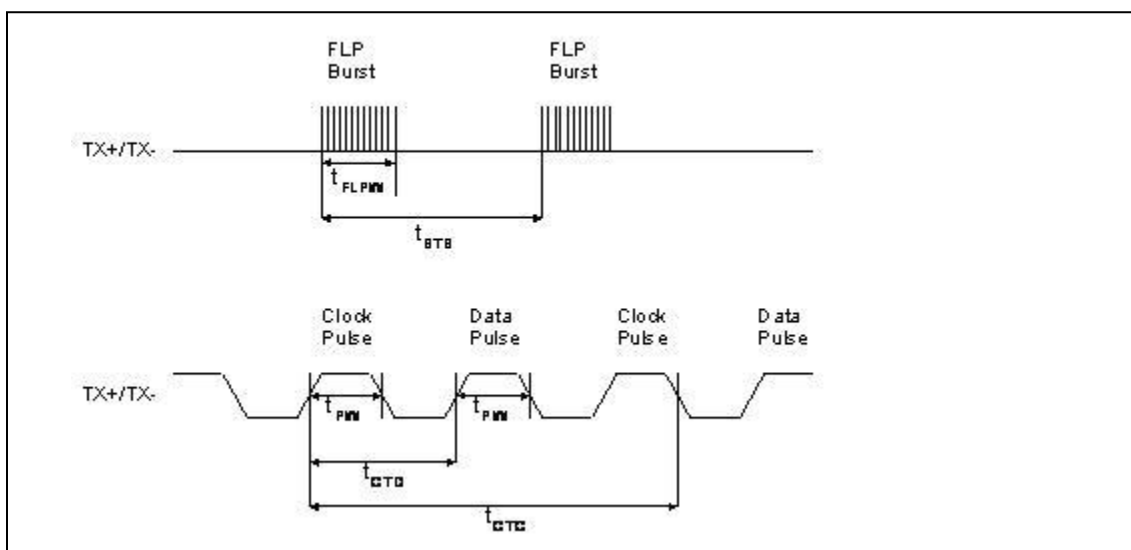 FLP
Burst
FLP
Burst
TX+/TX-
t FLPW
t BTB
Clock
Pulse
Data
Pulse
Clock
Pulse
Data
Pulse
TX+/TX-
t PW
t PW
t CTD
t CTC